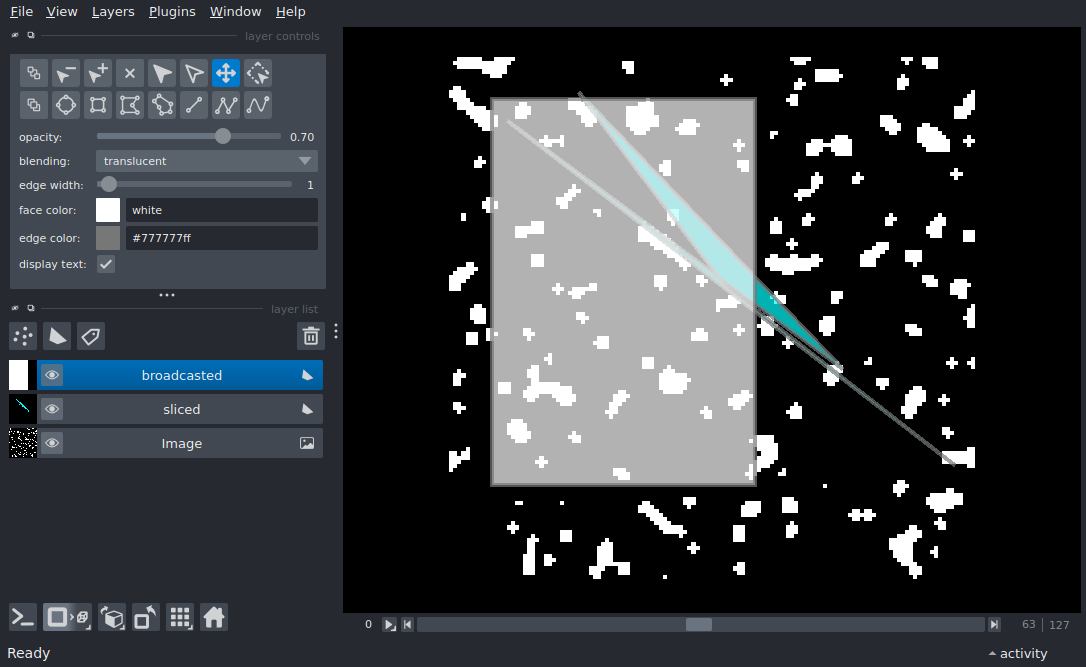 File View Layers Plugins Window Help
layer controls
opacity: 0.70
blending: translucent
edge width: 1
face color: white
edge color: #777777ff
display text:
layer list
broadcasted
sliced
Image
0 63 127
Ready activity